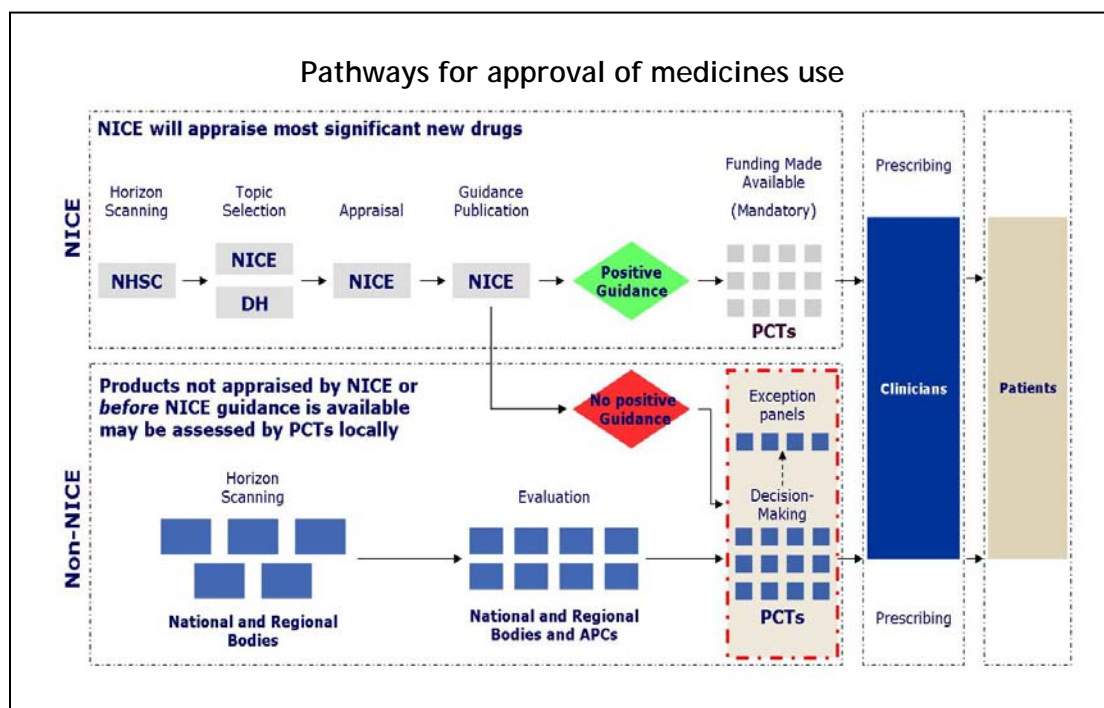 Pathways for approval of medicines use
NICE will appraise most significant new drugs
NICE
Horizon
Scanning
Topic
Selection
Appraisal
Guidance
Publication
Funding Made
Available
(Mandatory)
Prescribing
NHSC
NICE
DH
NICE
NICE
Positive
Guidance
PCTs
Clinicians
Patients
Non-NICE
Products not appraised by NICE or
before NICE guidance is available
may be assessed by PCTs locally
No positive
Guidance
Exception
panels
Horizon
Scanning
Evaluation
Decision-
Making
National and Regional
Bodies
National and Regional
Bodies and APCs
PCTs
Prescribing